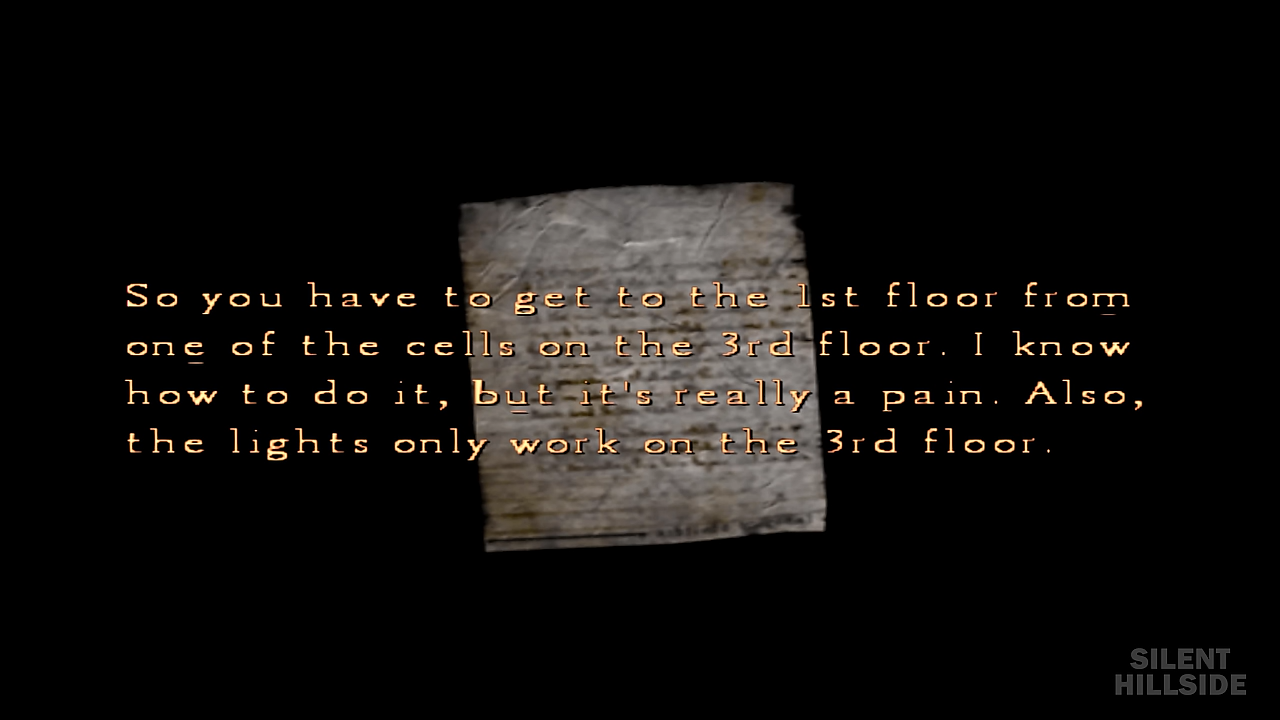 So you have to get to the 1st floor from
one of the cells on the 3rd floor. I know
how to do it, but it's really a pain. Also,
the lights only work on the 3rd floor.
SILENT
HILLSIDE